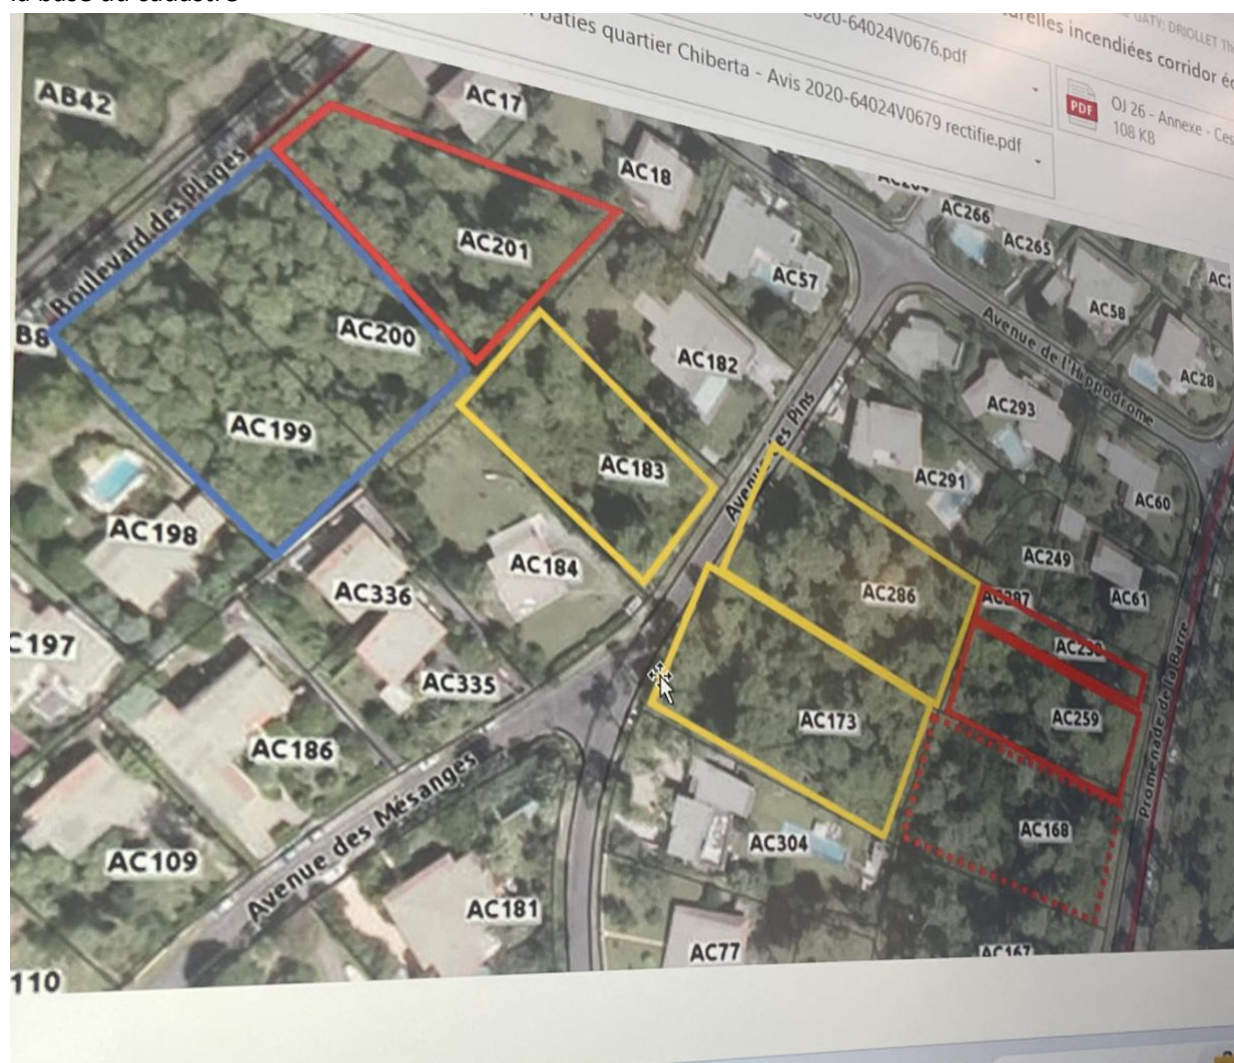 la base du cadastre
GATY: DRIOLLET
incendiées corridor
2020-64024V0676.pdf
quartier Chiberta - Avis 2020-64024V0679 rectifie.pdf
PDF
OJ 26 - Annexe - Ces
108 KB
AB42
AC17
AC18
AC266
AC265
Boulevard des Plages
AC201
AC57
AC58
B8
AC200
AC182
Avenue de l'Hippodrome
AC28
AC199
AC293
AC183
AC291
AC60
AC198
AC184
AC249
AC336
AC286
AC61
C197
AC335
AC173
AC259
AC186
Promenade de la Barre
Avenue des Mésanges
AC304
AC168
AC109
AC181
AC77
AC167
110